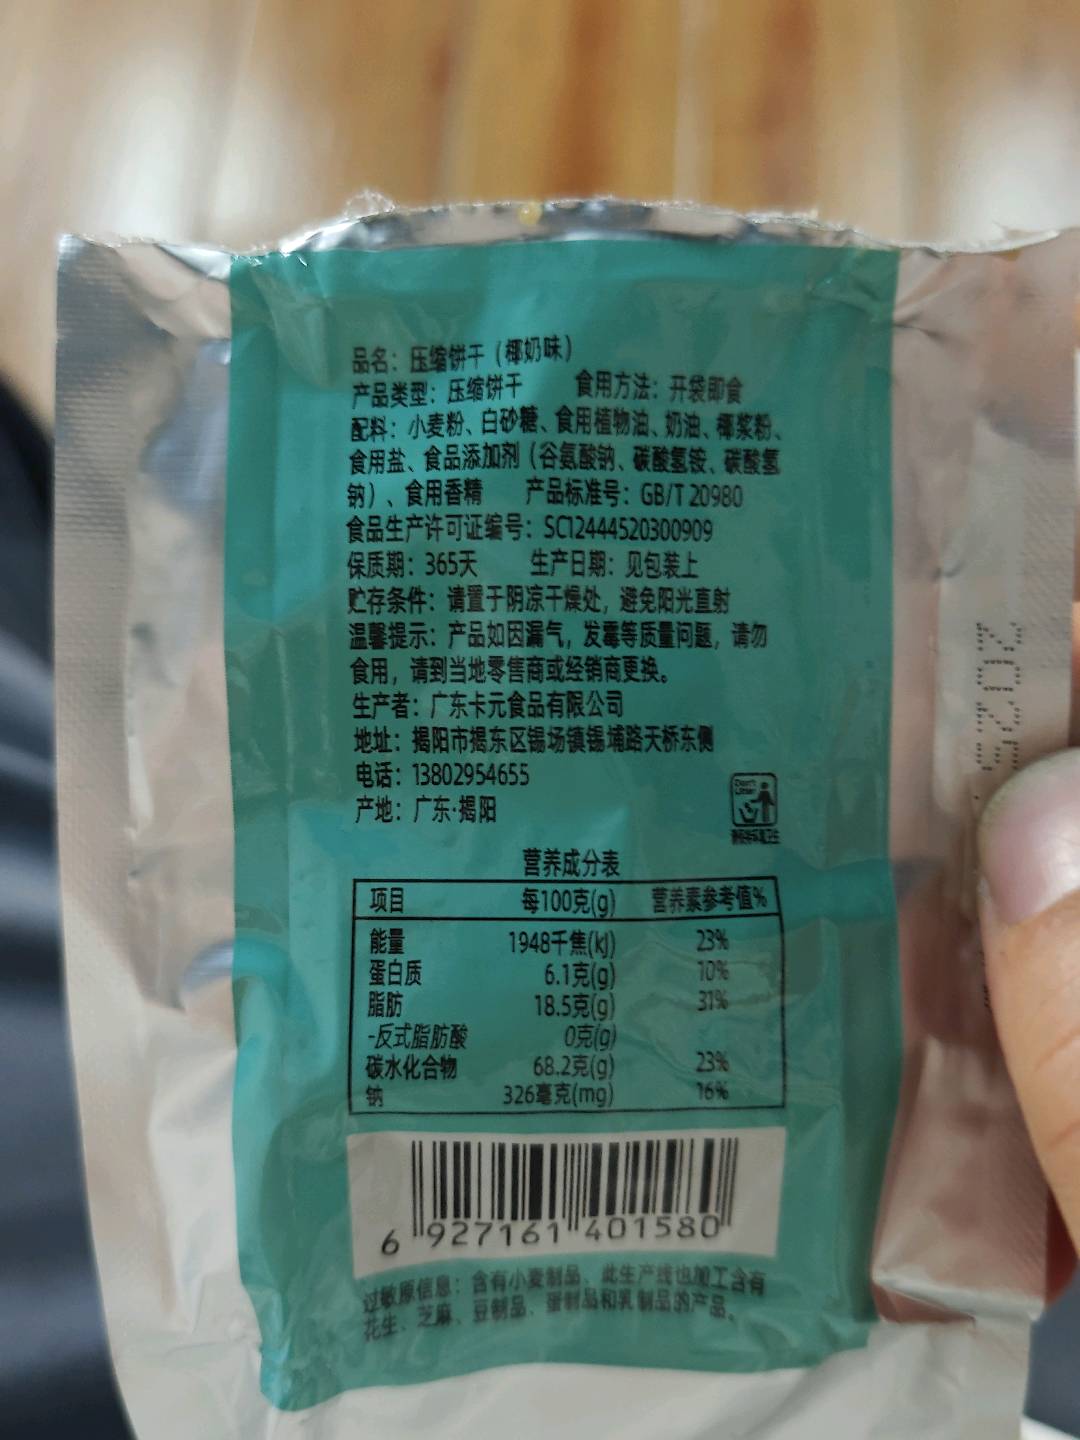 品名：压缩饼干（椰奶味）
产品类型：压缩饼干 食用方法：开袋即食
配料：小麦粉、白砂糖、食用植物油、奶油、椰浆粉、
食用盐、食品添加剂（谷氨酸钠、碳酸氢铵、碳酸氢
钠）、食用香精 产品标准号：GB/T 20980
食品生产许可证编号：SC12444520300909
保质期：365天 生产日期：见包装上
贮存条件：请置于阴凉干燥处，避免阳光直射
温馨提示：产品如因漏气，发霉等质量问题，请勿
食用，请到当地零售商或经销商更换。
生产者：广东卡元食品有限公司
地址：揭阳市揭东区锡场镇锡埔路天桥东侧
电话：13802954655
产地：广东·揭阳
Don't
Litter
营养成分表
项目 每100克(g) 营养素参考值%
能量 1948千焦(kJ) 23%
蛋白质 6.1克(g) 10%
脂肪 18.5克(g) 31%
-反式脂肪酸 0克(g)
碳水化合物 68.2克(g) 23%
钠 326毫克(mg) 16%
6 927161 401580
过敏原信息：含有小麦制品、此生产线也加工含有
花生、芝麻、豆制品、蛋制品和乳制品的产品。
2025